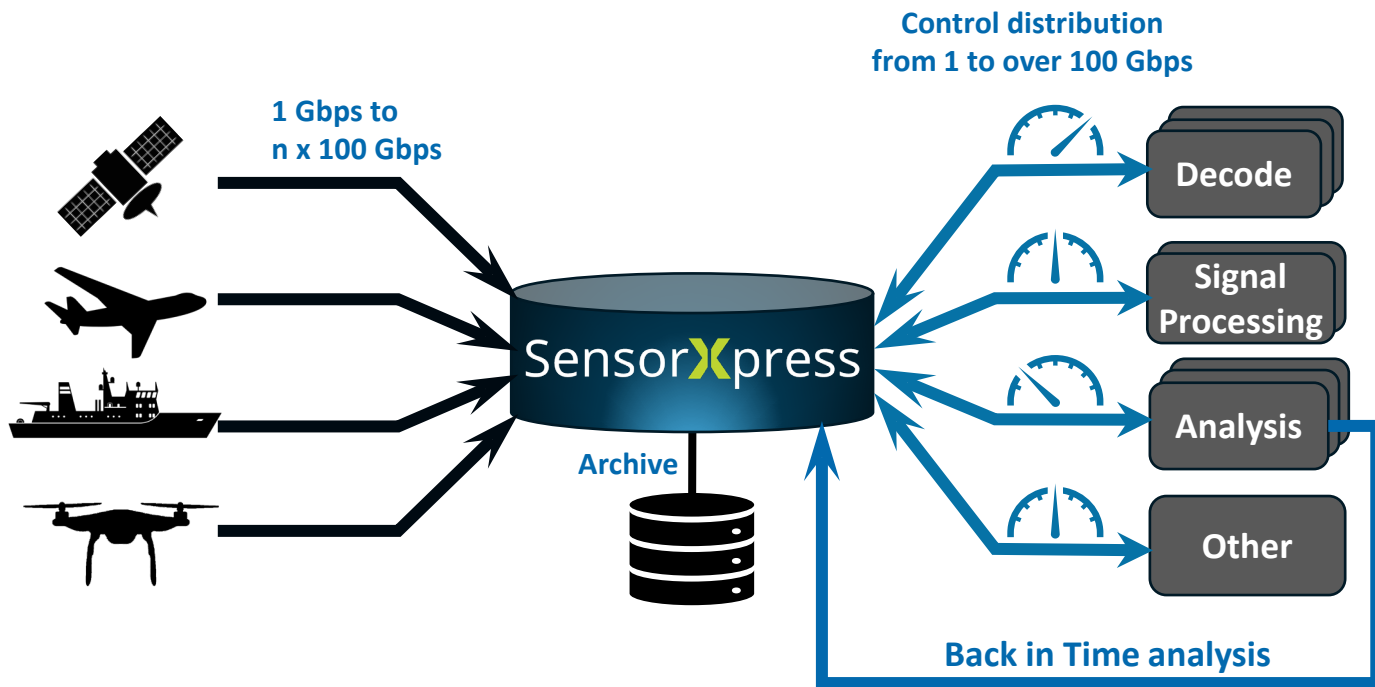 Control distribution
from 1 to over 100 Gbps
1 Gbps to
n x 100 Gbps
Decode
Signal
Processing
SensorXpress
Analysis
Archive
Other
Back in Time analysis